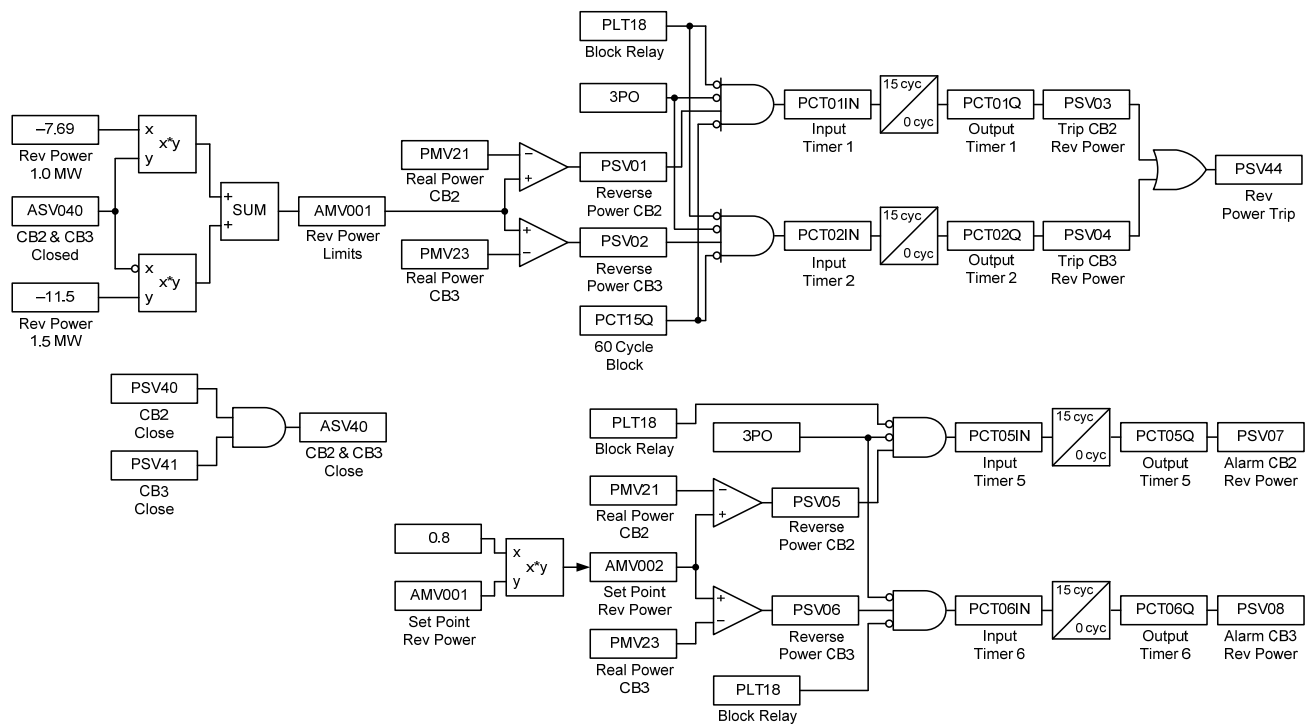 PLT18
Block Relay
3PO
–7.69
Rev Power
1.0 MW
x
x*y
y
ASV040
CB2 & CB3
Closed
x
x*y
y
–11.5
Rev Power
1.5 MW
+
SUM
+
AMV001
Rev Power
Limits
PMV21
Real Power
CB2
–
+
PMV23
Real Power
CB3
+
–
PSV01
Reverse
Power CB2
PSV02
Reverse
Power CB3
PCT15Q
60 Cycle
Block
PCT01IN
Input
Timer 1
15 cyc
0 cyc
PCT01Q
Output
Timer 1
PSV03
Trip CB2
Rev Power
PCT02IN
Input
Timer 2
15 cyc
0 cyc
PCT02Q
Output
Timer 2
PSV04
Trip CB3
Rev Power
PSV44
Rev
Power Trip
PSV40
CB2
Close
PSV41
CB3
Close
ASV40
CB2 & CB3
Close
PLT18
Block Relay
3PO
PMV21
Real Power
CB2
–
+
PSV05
Reverse
Power CB2
0.8
x
x*y
y
AMV001
Set Point
Rev Power
AMV002
Set Point
Rev Power
PMV23
Real Power
CB3
+
–
PSV06
Reverse
Power CB3
PLT18
Block Relay
PCT05IN
Input
Timer 5
15 cyc
0 cyc
PCT05Q
Output
Timer 5
PSV07
Alarm CB2
Rev Power
PCT06IN
Input
Timer 6
15 cyc
0 cyc
PCT06Q
Output
Timer 6
PSV08
Alarm CB3
Rev Power